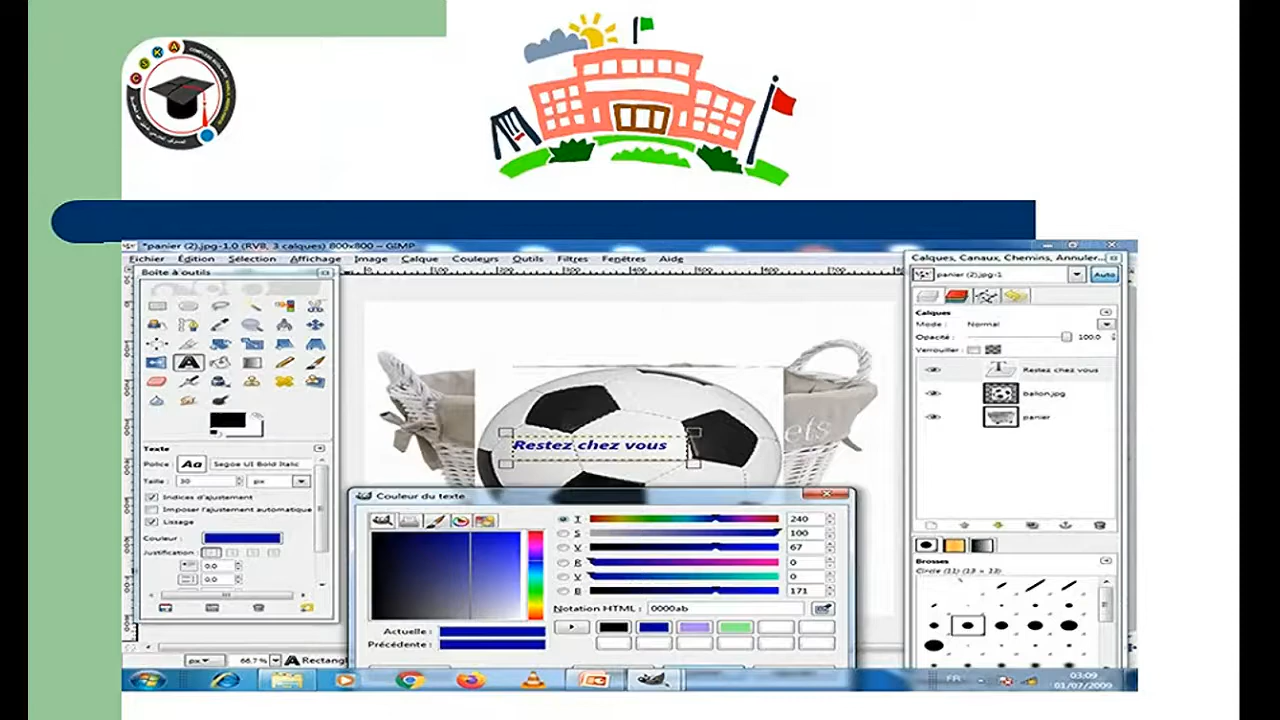 *panier (2).jpg-1.0 (RVB, 3 calques) 800x800 – GIMP
Fichier Édition Sélection Affichage Image Calque Couleurs Outils Filtres Fenêtres Aide
Boîte à outils
Texte
Police : Aa Segoe UI Bold Italic
Taille : 30 px
Indices d'ajustement
Forcer l'ajustement automatique
Lissage
Couleur :
Justification :
0.0
0.0
Restez chez vous
ets
Couleur du texte
T 240
S 100
V 67
R 0
V 0
B 171
Notation HTML : 0000ab
Actuelle :
Précédente :
px 66.7 % Rectangl
Calques, Canaux, Chemins, Annuler...
panier (2).jpg-1 Auto
Calques
Mode : Normal
Opacité : 100.0
Verrouiller :
Restez chez vous
ballon.jpg
panier
Brosses
Circle (11) (13 × 13)
FR 03:09
01/07/2009